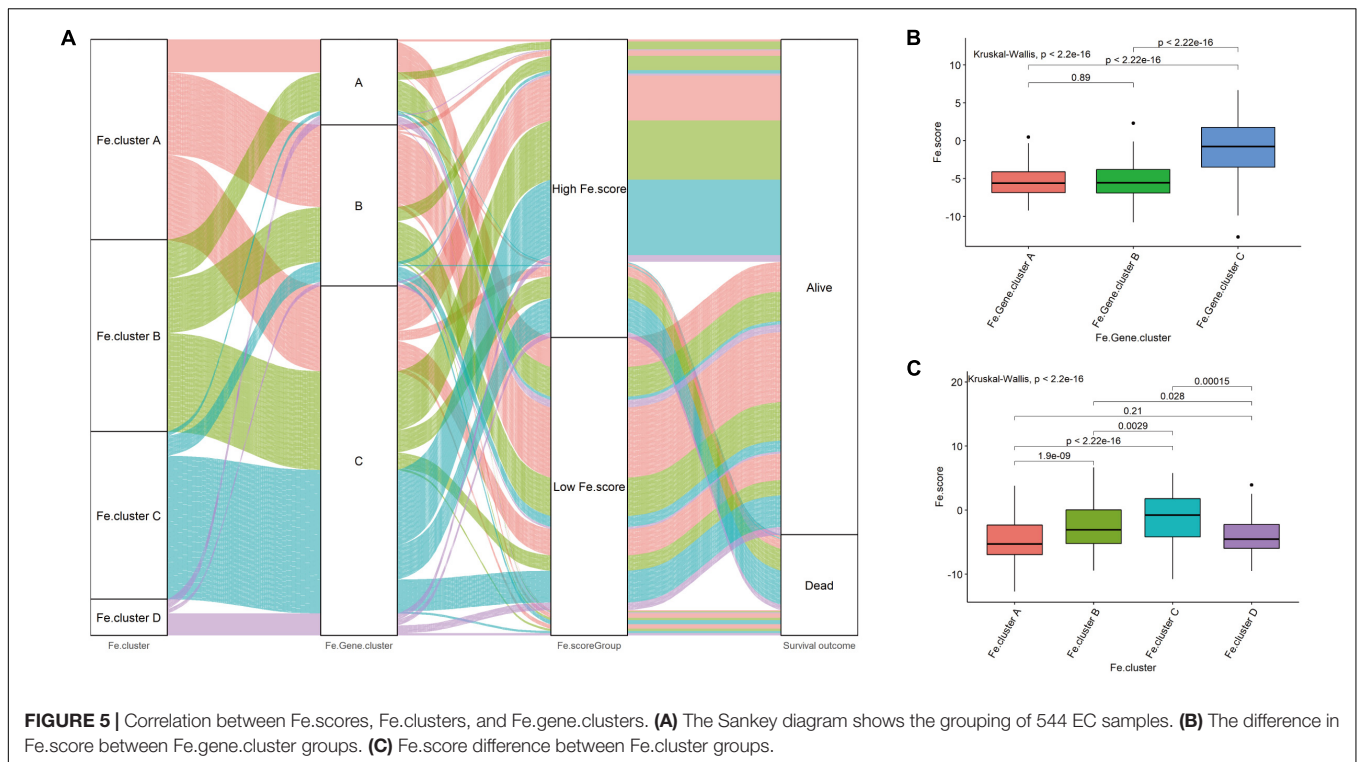 A
Fe.cluster A
Fe.cluster B
Fe.cluster C
Fe.cluster D
Fe.cluster
A
B
C
Fe.Gene.cluster
High Fe.score
Low Fe.score
Fe.scoreGroup
Alive
Dead
Survival outcome
B
Kruskal-Wallis, p < 2.2e-16
p < 2.22e-16
p < 2.22e-16
0.89
10
5
0
-5
-10
Fe.score
Fe.Gene.cluster A
Fe.Gene.cluster B
Fe.Gene.cluster C
Fe.Gene.cluster
C
Kruskal-Wallis, p < 2.2e-16
0.00015
0.028
0.21
0.0029
p < 2.22e-16
1.9e-09
20
10
0
-10
Fe.score
Fe.cluster A
Fe.cluster B
Fe.cluster C
Fe.cluster D
Fe.cluster
FIGURE 5 | Correlation between Fe.scores, Fe.clusters, and Fe.gene.clusters. (A) The Sankey diagram shows the grouping of 544 EC samples. (B) The difference in
Fe.score between Fe.gene.cluster groups. (C) Fe.score difference between Fe.cluster groups.